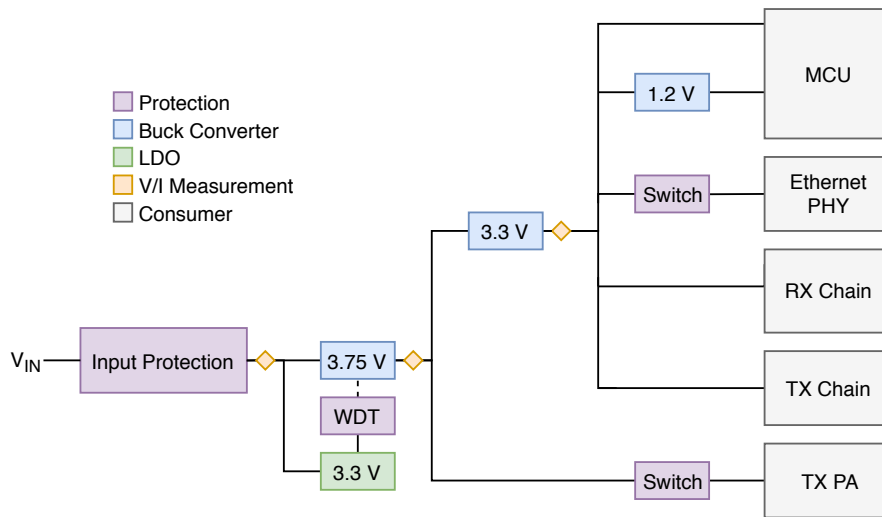 Protection
Buck Converter
LDO
V/I Measurement
Consumer
MCU
1.2 V
Switch
Ethernet
PHY
3.3 V
RX Chain
V_IN
Input Protection
3.75 V
TX Chain
WDT
3.3 V
Switch
TX PA